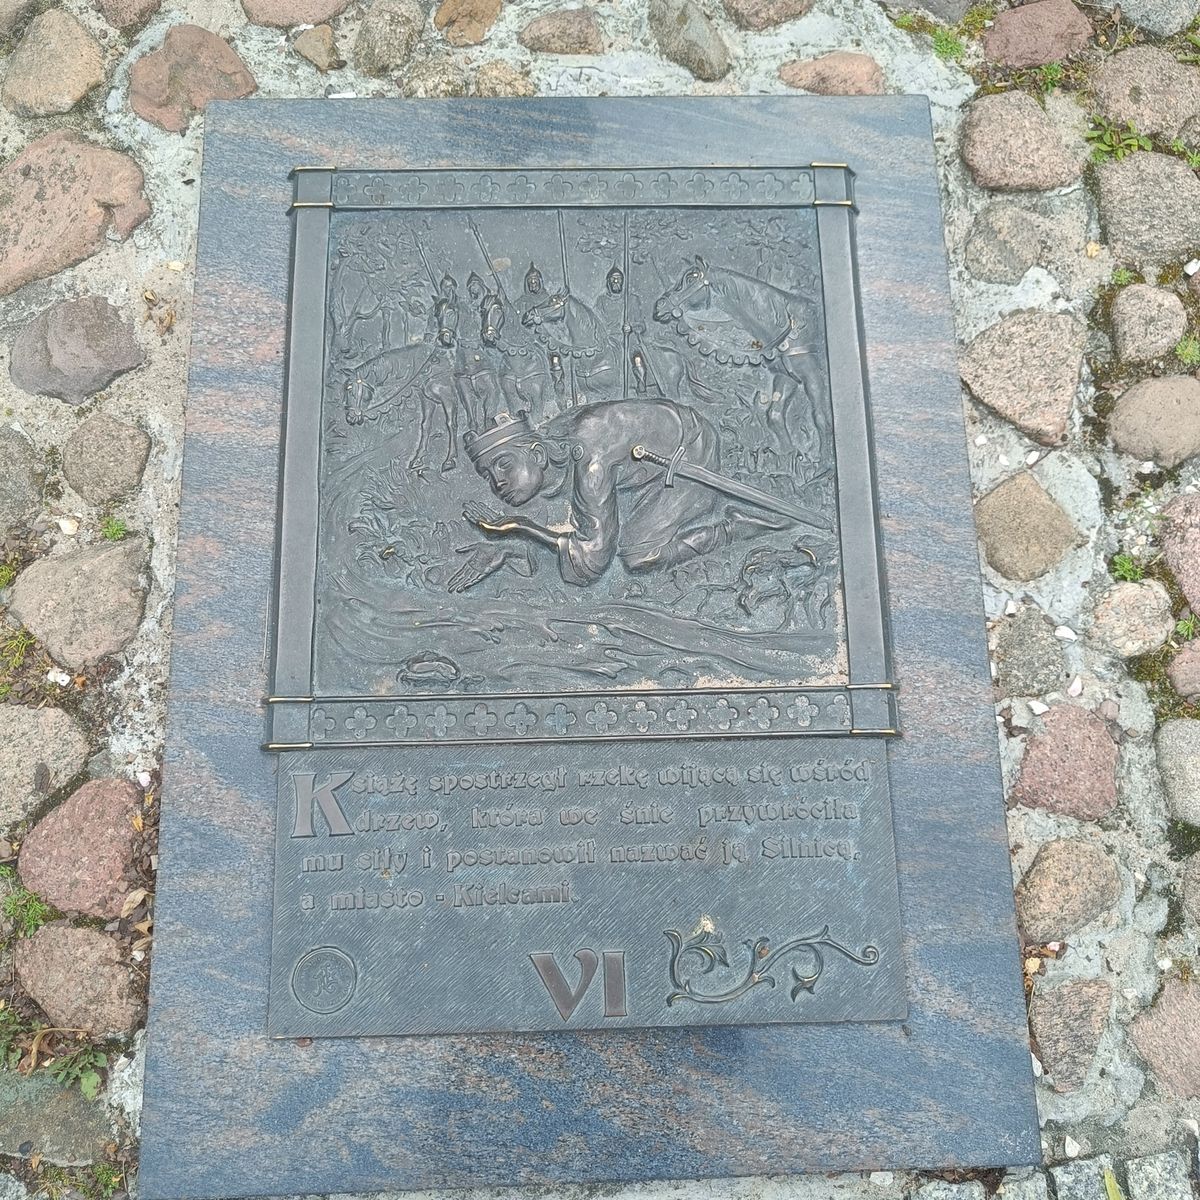 Książę spostrzegł rzekę wijącą się wśród
drzew, która we śnie przywróciła
mu siły i postanowił nazwać ją Silnicą,
a miasto - Kielcami.
VI